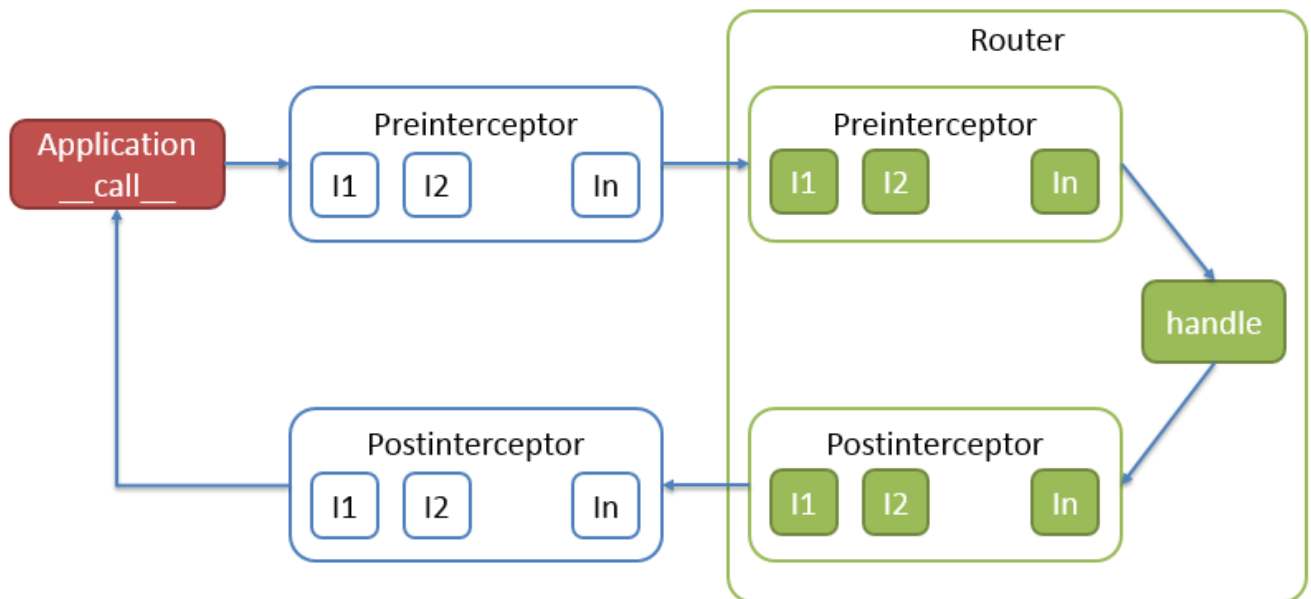 Router
Application
__call__
Preinterceptor
I1 I2 In
Preinterceptor
I1 I2 In
handle
Postinterceptor
I1 I2 In
Postinterceptor
I1 I2 In